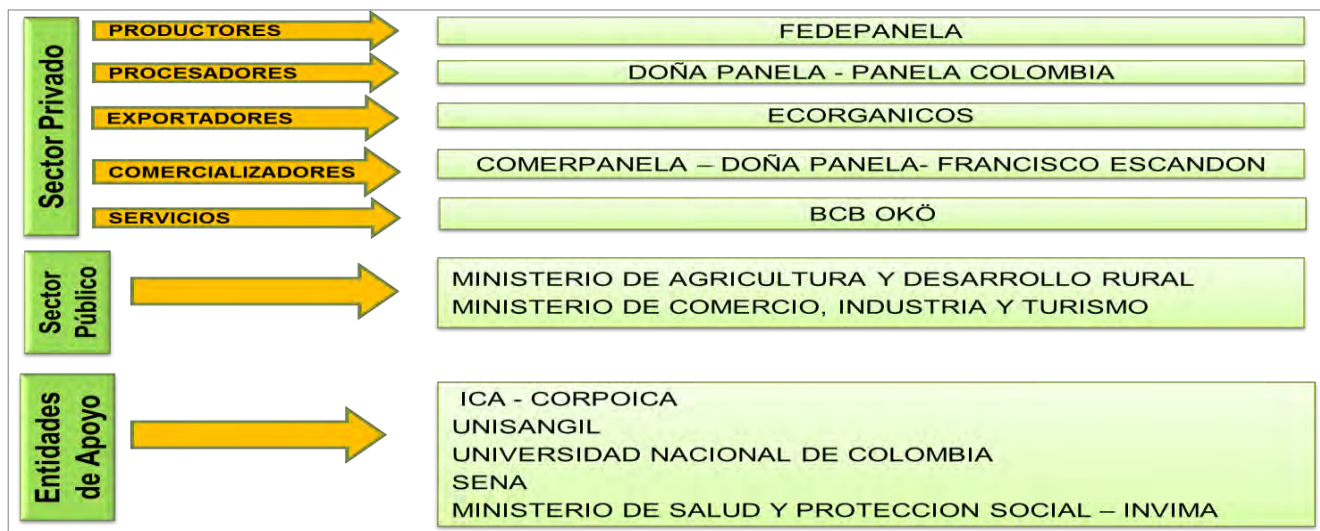 Sector Privado
PRODUCTORES
FEDEPANELA
PROCESADORES
DOÑA PANELA - PANELA COLOMBIA
EXPORTADORES
ECORGANICOS
COMERCIALIZADORES
COMERPANELA – DOÑA PANELA- FRANCISCO ESCANDON
SERVICIOS
BCB OKÖ
Sector
Público
MINISTERIO DE AGRICULTURA Y DESARROLLO RURAL
MINISTERIO DE COMERCIO, INDUSTRIA Y TURISMO
Entidades
de Apoyo
ICA - CORPOICA
UNISANGIL
UNIVERSIDAD NACIONAL DE COLOMBIA
SENA
MINISTERIO DE SALUD Y PROTECCION SOCIAL – INVIMA